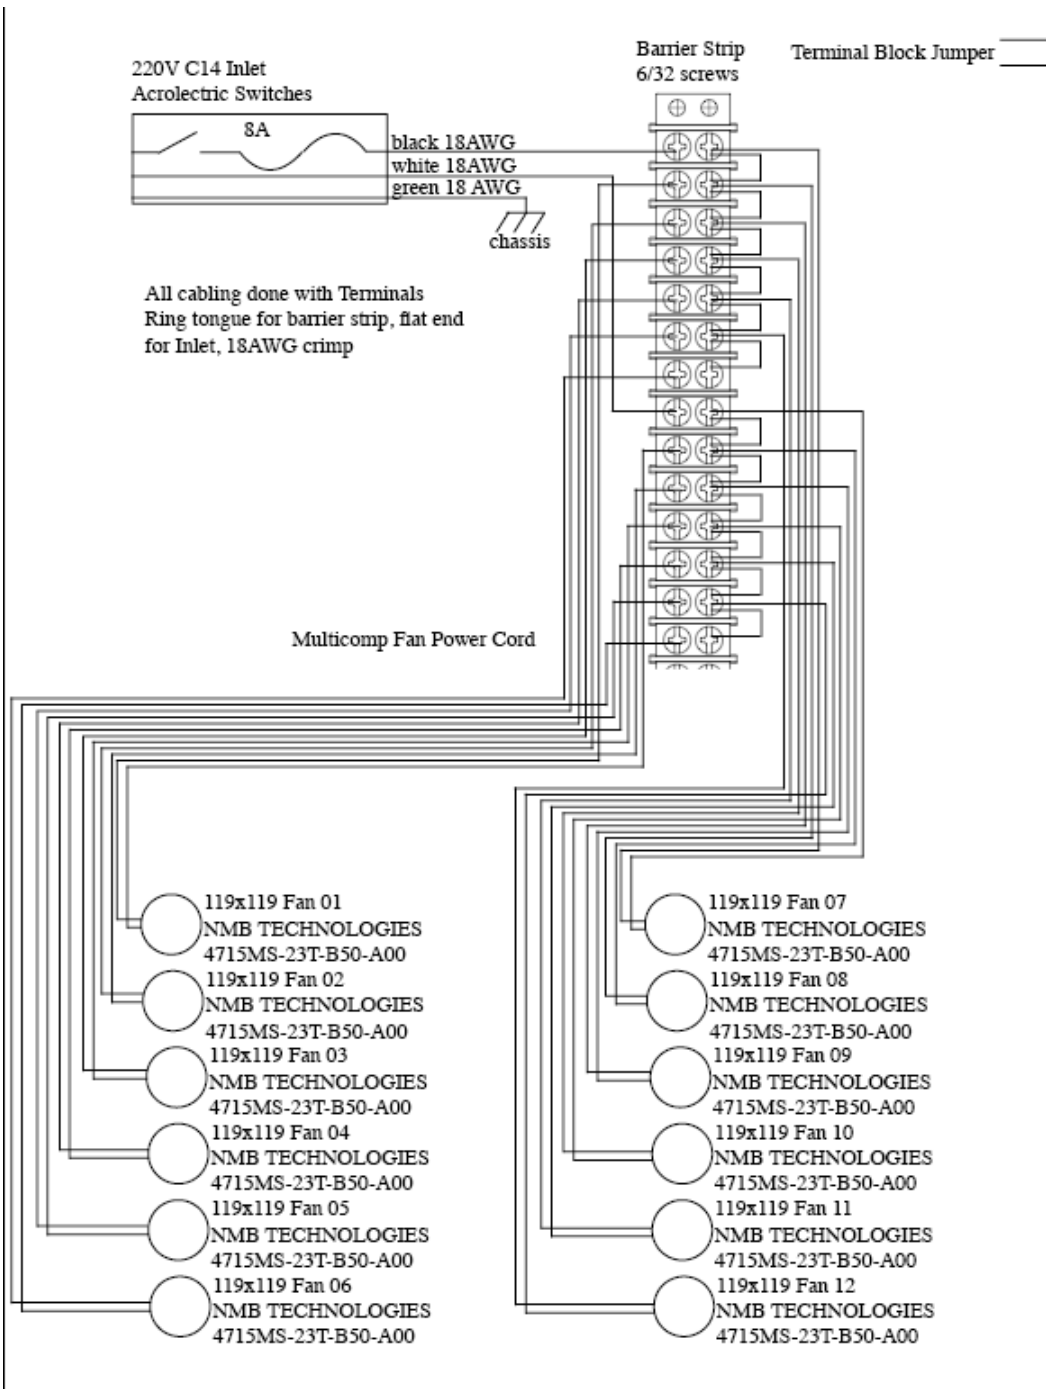 220V C14 Inlet
Acrolectric Switches
8A
black 18AWG
white 18AWG
green 18 AWG
chassis
Barrier Strip
6/32 screws
Terminal Block Jumper
All cabling done with Terminals
Ring tongue for barrier strip, flat end
for Inlet, 18AWG crimp
Multicomp Fan Power Cord
119x119 Fan 01
NMB TECHNOLOGIES
4715MS-23T-B50-A00
119x119 Fan 02
NMB TECHNOLOGIES
4715MS-23T-B50-A00
119x119 Fan 03
NMB TECHNOLOGIES
4715MS-23T-B50-A00
119x119 Fan 04
NMB TECHNOLOGIES
4715MS-23T-B50-A00
119x119 Fan 05
NMB TECHNOLOGIES
4715MS-23T-B50-A00
119x119 Fan 06
NMB TECHNOLOGIES
4715MS-23T-B50-A00
119x119 Fan 07
NMB TECHNOLOGIES
4715MS-23T-B50-A00
119x119 Fan 08
NMB TECHNOLOGIES
4715MS-23T-B50-A00
119x119 Fan 09
NMB TECHNOLOGIES
4715MS-23T-B50-A00
119x119 Fan 10
NMB TECHNOLOGIES
4715MS-23T-B50-A00
119x119 Fan 11
NMB TECHNOLOGIES
4715MS-23T-B50-A00
119x119 Fan 12
NMB TECHNOLOGIES
4715MS-23T-B50-A00